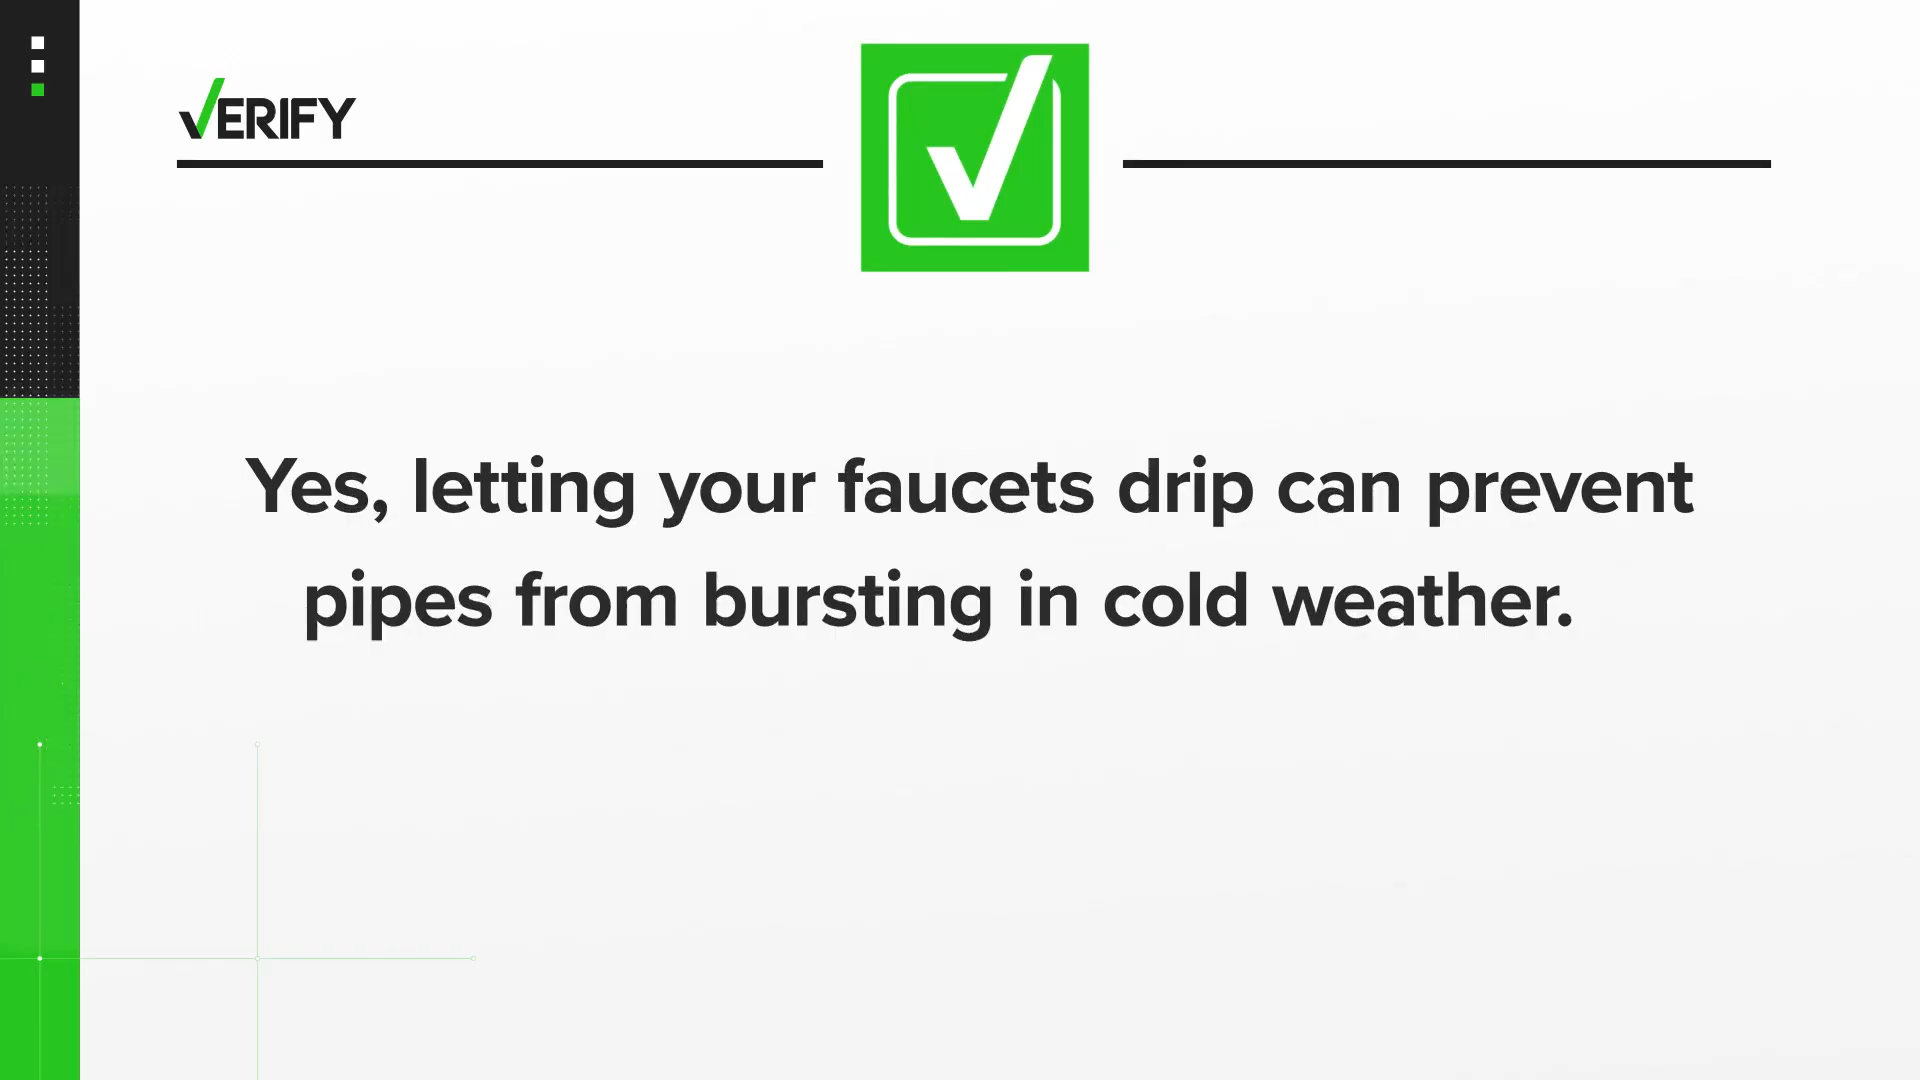 VERIFY
Yes, letting your faucets drip can prevent
pipes from bursting in cold weather.